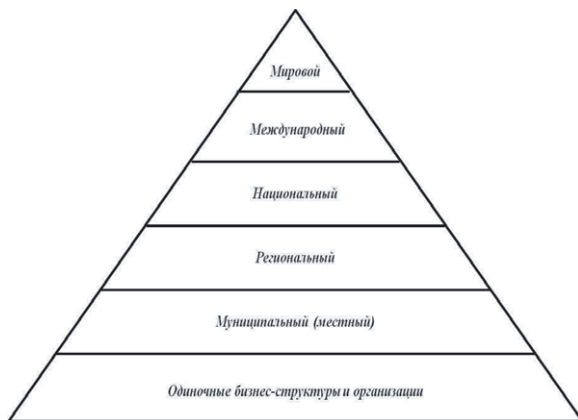 Мировой
Международный
Национальный
Региональный
Муниципальный (местный)
Одиночные бизнес-структуры и организации